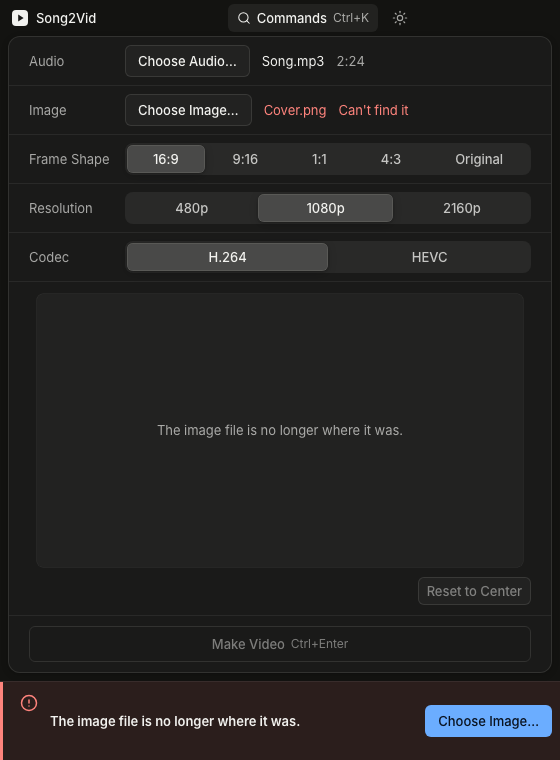 Song2Vid Commands Ctrl+K
Audio Choose Audio... Song.mp3 2:24
Image Choose Image... Cover.png Can't find it
Frame Shape 16:9 9:16 1:1 4:3 Original
Resolution 480p 1080p 2160p
Codec H.264 HEVC
The image file is no longer where it was.
Reset to Center
Make Video Ctrl+Enter
The image file is no longer where it was. Choose Image...